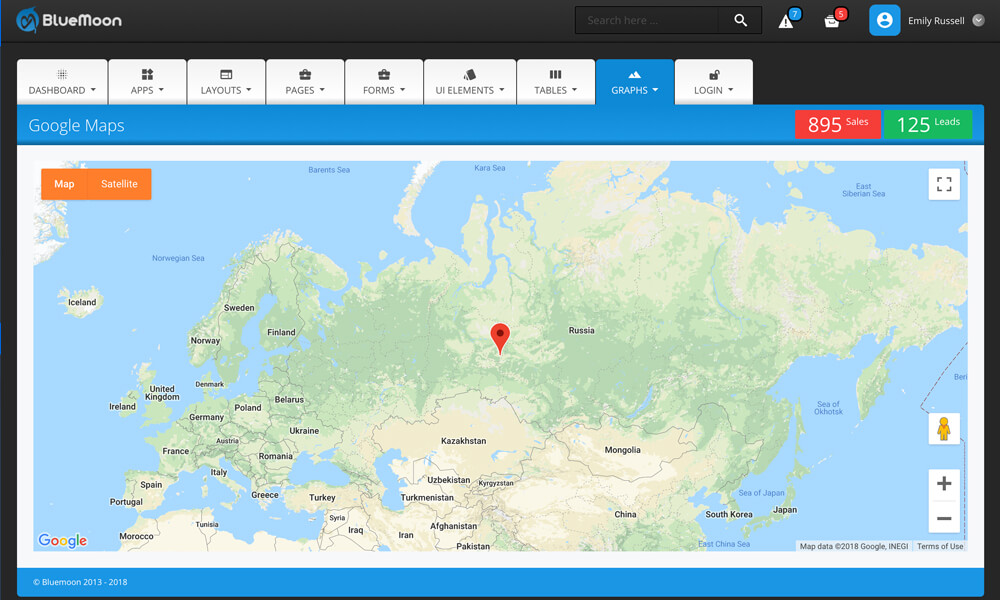 BlueMoon
Search here ...
7
5
Emily Russell
DASHBOARD
APPS
LAYOUTS
PAGES
FORMS
UI ELEMENTS
TABLES
GRAPHS
LOGIN
Google Maps
895 Sales
125 Leads
Map
Satellite
Barents Sea
Kara Sea
East
Siberian Sea
Norwegian Sea
Iceland
Sweden
Finland
Norway
Russia
Denmark
United
Kingdom
Ireland
Belarus
Poland
Germany
Sea of
Okhotsk
Beri
Ukraine
Austria
France
Kazakhstan
Mongolia
Romania
Italy
Uzbekistan
Kyrgyzstan
Spain
Greece
Turkey
Turkmenistan
Sea of Japan
Portugal
Japan
Syria
China
South Korea
Tunisia
Iraq
Afghanistan
Morocco
Iran
Pakistan
East China Sea
Google
Map data ©2018 Google, INEGI
Terms of Use
© Bluemoon 2013 - 2018